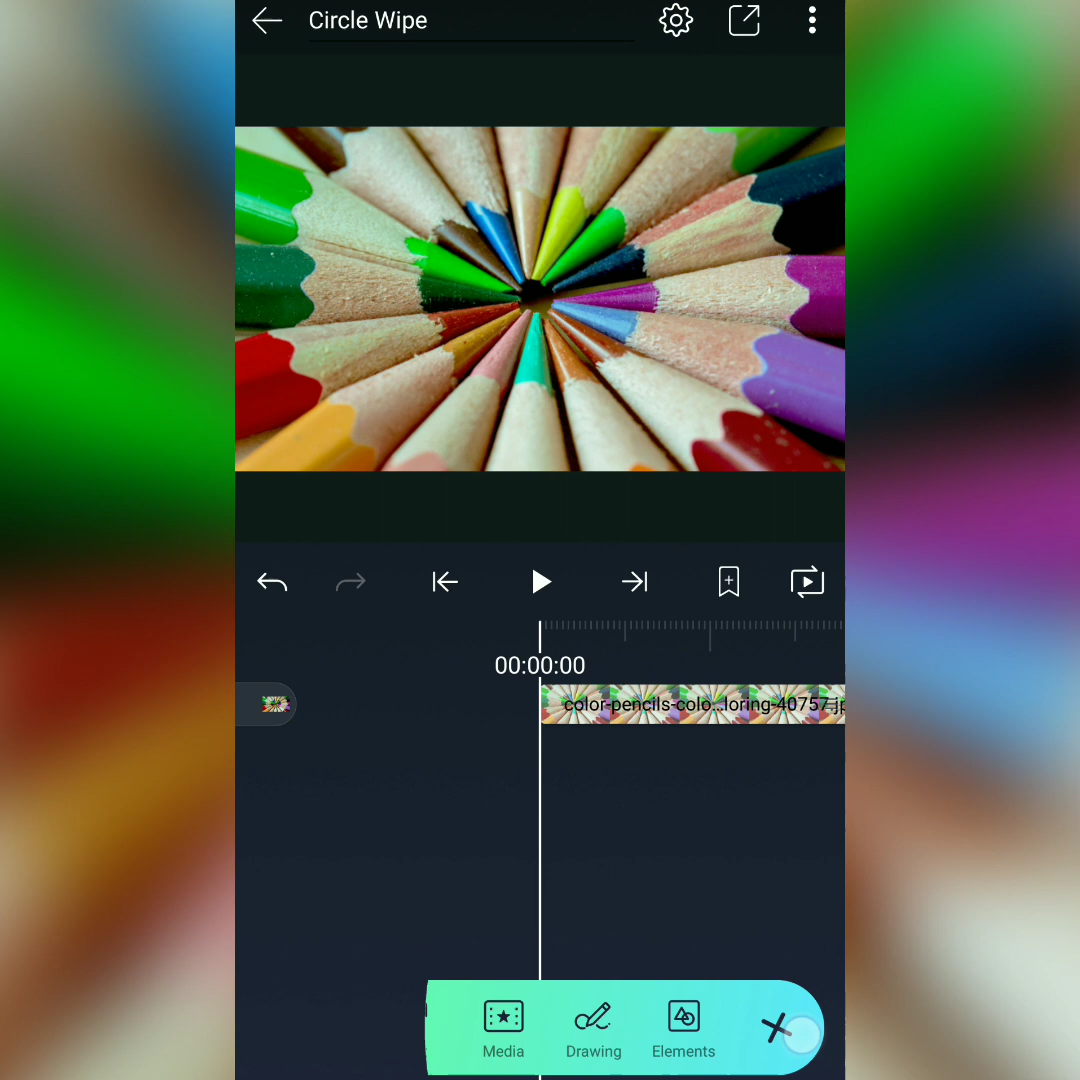 Circle Wipe
00:00:00
color-pencils-colo...loring-40757.jp
Media
Drawing
Elements